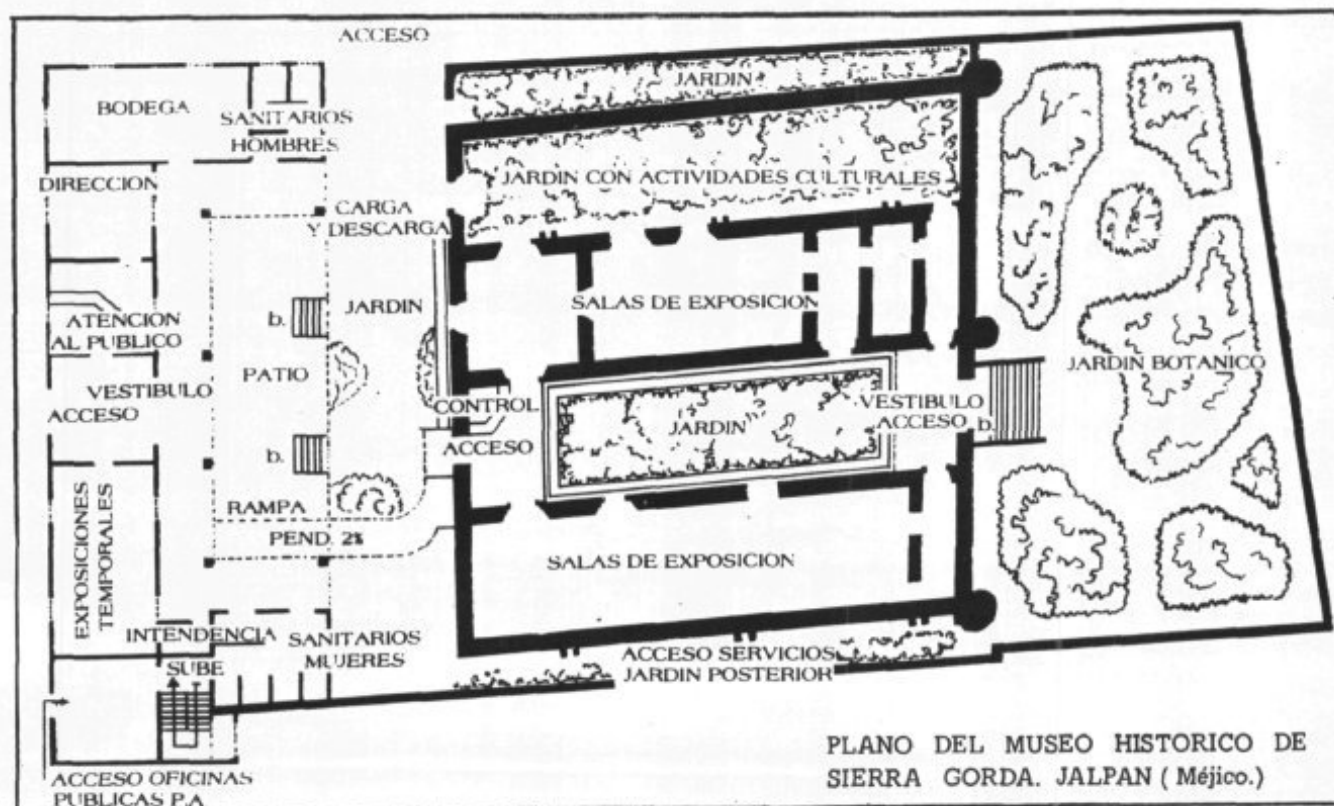 ACCESO
BODEGA
SANITARIOS
HOMBRES
JARDIN
DIRECCION
JARDIN CON ACTIVIDADES CULTURALES
CARGA
Y DESCARGA
SALAS DE EXPOSICION
b.
JARDIN
ATENCION
AL PUBLICO
VESTIBULO
PATIO
ACCESO
CONTROL
ACCESO
JARDIN
VESTIBULO
ACCESO
b.
JARDIN BOTANICO
b.
EXPOSICIONES
TEMPORALES
RAMPA
PEND. 2%
SALAS DE EXPOSICION
INTENDENCIA
SUBE
SANITARIOS
MUJERES
ACCESO SERVICIOS
JARDIN POSTERIOR
ACCESO OFICINAS
PUBLICAS P.A
PLANO DEL MUSEO HISTORICO DE
SIERRA GORDA. JALPAN ( Méjico.)